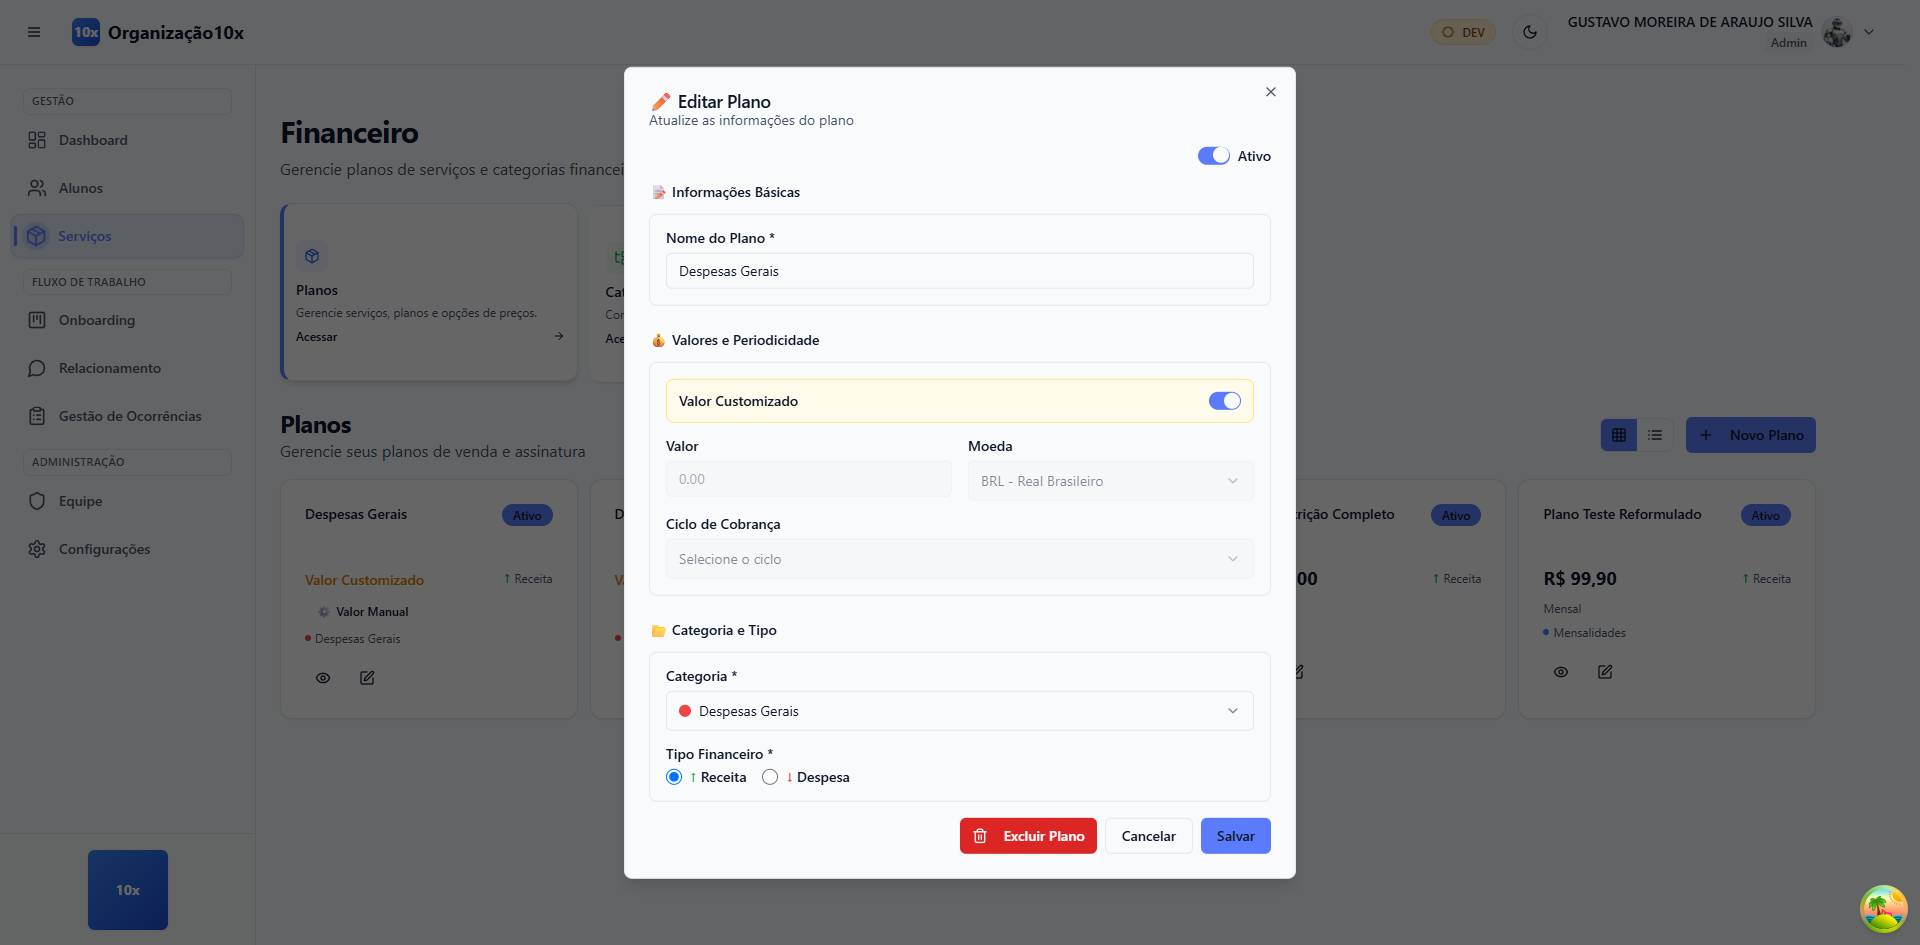 10x Organização10x
DEV
GUSTAVO MOREIRA DE ARAUJO SILVA
Admin
GESTÃO
Dashboard
Alunos
Serviços
FLUXO DE TRABALHO
Onboarding
Relacionamento
Gestão de Ocorrências
ADMINISTRAÇÃO
Equipe
Configurações
10x
Financeiro
Gerencie planos de serviços e categorias financei
Planos
Gerencie serviços, planos e opções de preços.
Acessar
Planos
Gerencie seus planos de venda e assinatura
Novo Plano
Despesas Gerais
Ativo
Valor Customizado
↑ Receita
Valor Manual
Despesas Gerais
rição Completo
Ativo
00
↑ Receita
Plano Teste Reformulado
Ativo
R$ 99,90
↑ Receita
Mensal
Mensalidades
Editar Plano
Atualize as informações do plano
Ativo
Informações Básicas
Nome do Plano *
Despesas Gerais
Valores e Periodicidade
Valor Customizado
Valor
0.00
Moeda
BRL - Real Brasileiro
Ciclo de Cobrança
Selecione o ciclo
Categoria e Tipo
Categoria *
Despesas Gerais
Tipo Financeiro *
↑ Receita
↓ Despesa
Excluir Plano
Cancelar
Salvar